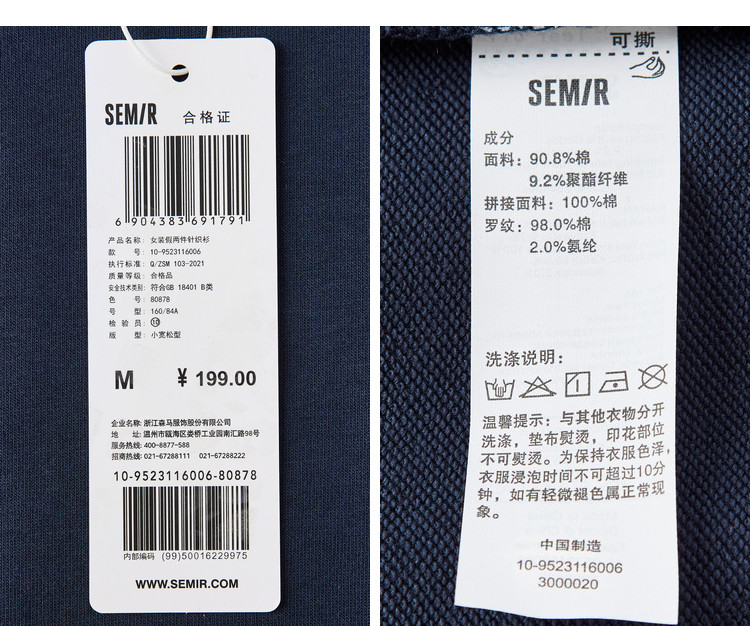 SEMIR 合格证
6 904383 691791
产品名称: 女装假两件针织衫
款 号: 10-9523116006
执行标准: Q/ZSM 103-2021
质量等级: 合格品
安全技术类别: 符合GB 18401 B类
色 号: 80878
号 型: 160/84A
检 验 员: ⑩
版 型: 小宽松型
M ¥ 199.00
企业名称: 浙江森马服饰股份有限公司
地 址: 温州市瓯海区娄桥工业园南汇路98号
服务热线: 400-8877-588
招商热线: 021-67288111 021-67288222
10-9523116006-80878
内部编码 (99)50016229975
WWW.SEMIR.COM
可撕
SEMIR
成分
面料: 90.8%棉
9.2%聚酯纤维
拼接面料: 100%棉
罗纹: 98.0%棉
2.0%氨纶
洗涤说明:
温馨提示: 与其他衣物分开
洗涤, 垫布熨烫, 印花部位
不可熨烫。为保持衣服色泽,
衣服浸泡时间不可超过10分
钟, 如有轻微褪色属正常现
象。
中国制造
10-9523116006
3000020